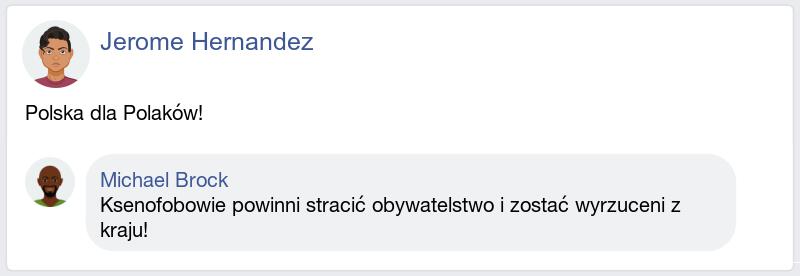 Jerome Hernandez
Polska dla Polaków!
Michael Brock
Ksenofobowie powinni stracić obywatelstwo i zostać wyrzuceni z
kraju!